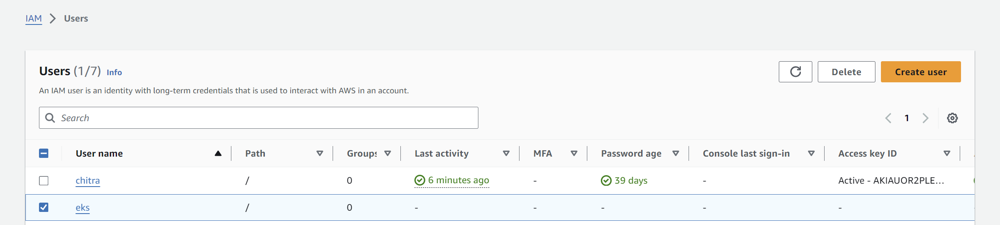 IAM > Users
Users (1/7) Info
Delete
Create user
An IAM user is an identity with long-term credentials that is used to interact with AWS in an account.
Search
1
User name Path Groups Last activity MFA Password age Console last sign-in Access key ID
chitra / 0 6 minutes ago - 39 days - Active - AKIAUOR2PLE...
eks / 0 - - - - -